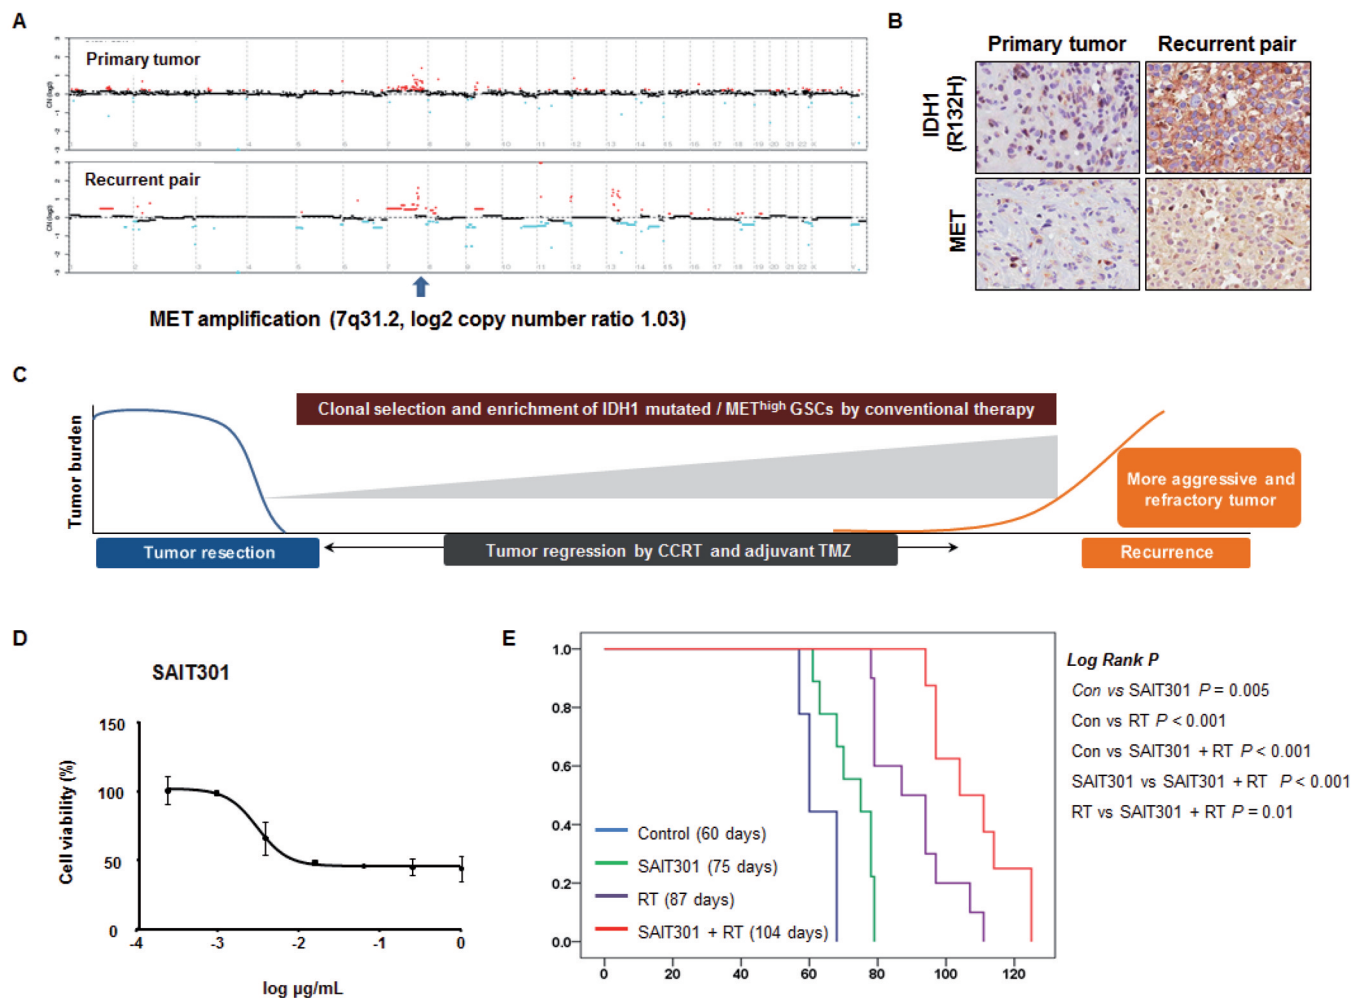 A
Primary tumor
CN (log2)
Recurrent pair
CN (log2)
MET amplification (7q31.2, log2 copy number ratio 1.03)
B
Primary tumor Recurrent pair
IDH1
(R132H)
MET
C
Tumor burden
Clonal selection and enrichment of IDH1 mutated / METhigh GSCs by conventional therapy
More aggressive and
refractory tumor
Tumor resection
Tumor regression by CCRT and adjuvant TMZ
Recurrence
D
SAIT301
Cell viability (%)
150
100
50
0
-4 -3 -2 -1 0
log µg/mL
E
1.0
0.8
0.6
0.4
0.2
0.0
0 20 40 60 80 100 120
Control (60 days)
SAIT301 (75 days)
RT (87 days)
SAIT301 + RT (104 days)
Log Rank P
Con vs SAIT301 P = 0.005
Con vs RT P < 0.001
Con vs SAIT301 + RT P < 0.001
SAIT301 vs SAIT301 + RT P < 0.001
RT vs SAIT301 + RT P = 0.01